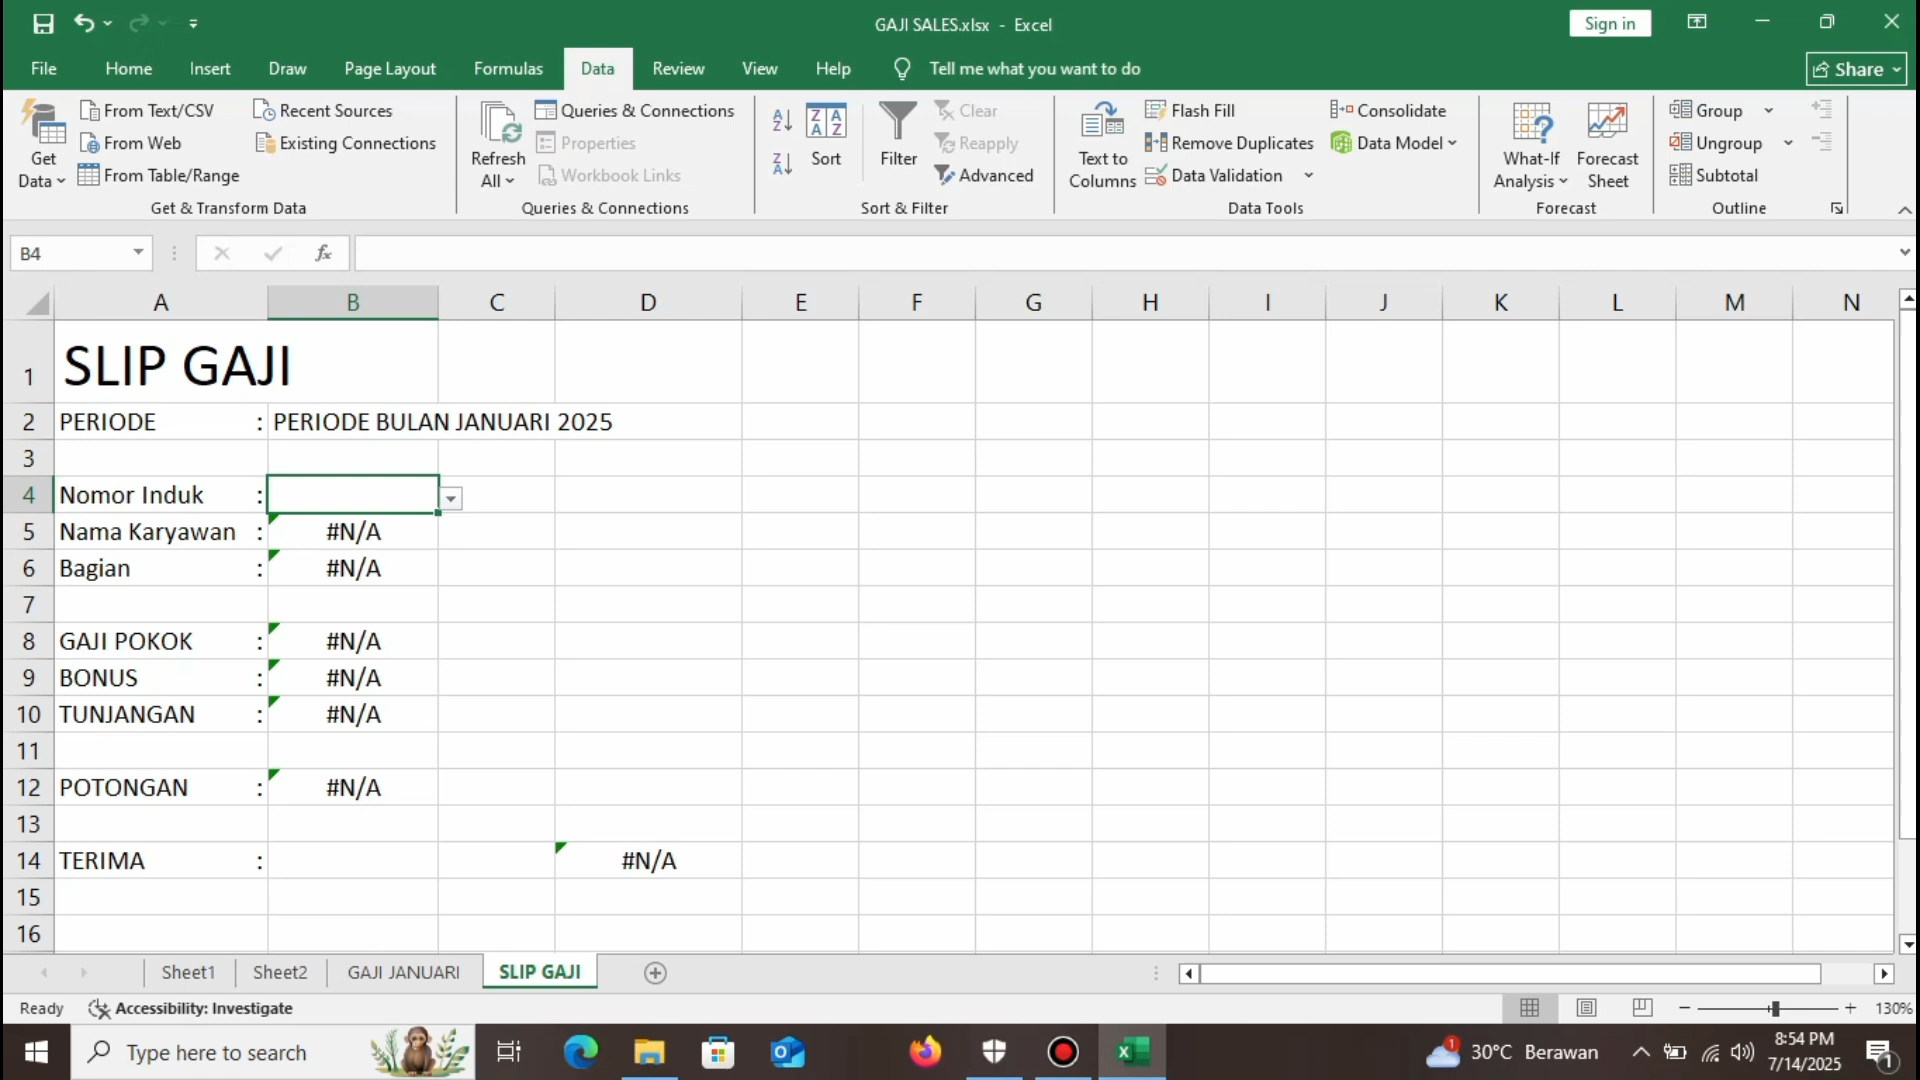 GAJI SALES.xlsx - Excel
Sign in
File Home Insert Draw Page Layout Formulas Data Review View Help Tell me what you want to do
Share
Get Data
From Text/CSV
From Web
From Table/Range
Recent Sources
Existing Connections
Get & Transform Data
Refresh All
Queries & Connections
Properties
Workbook Links
Queries & Connections
Sort
Filter
Clear
Reapply
Advanced
Sort & Filter
Text to Columns
Flash Fill
Remove Duplicates
Data Validation
Consolidate
Data Model
Data Tools
What-If Analysis
Forecast Sheet
Forecast
Group
Ungroup
Subtotal
Outline
B4
fx
A B C D E F G H I J K L M N
1 SLIP GAJI
2 PERIODE : PERIODE BULAN JANUARI 2025
3
4 Nomor Induk :
5 Nama Karyawan : #N/A
6 Bagian : #N/A
7
8 GAJI POKOK : #N/A
9 BONUS : #N/A
10 TUNJANGAN : #N/A
11
12 POTONGAN : #N/A
13
14 TERIMA : #N/A
15
16
Sheet1 Sheet2 GAJI JANUARI SLIP GAJI
Ready Accessibility: Investigate 130%
Type here to search
1 30°C Berawan
8:54 PM
7/14/2025
1